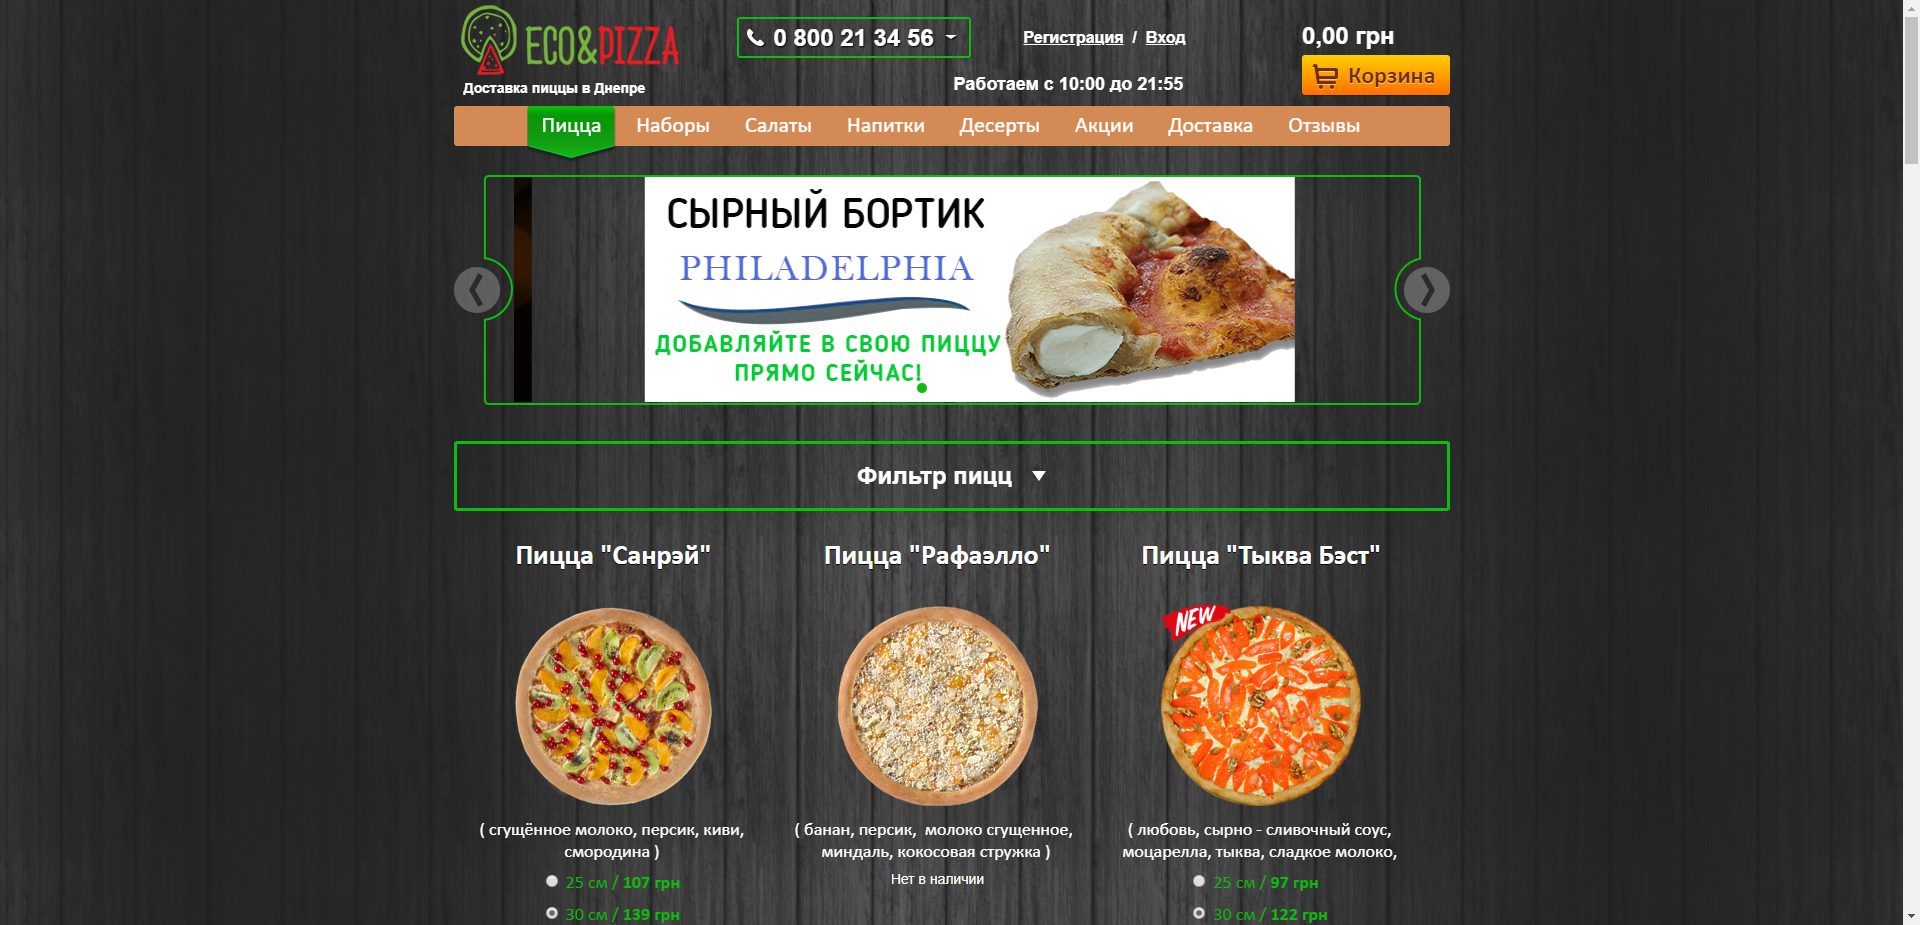 ECO&PIZZA
Доставка пиццы в Днепре
0 800 21 34 56
Регистрация / Вход
Работаем с 10:00 до 21:55
0,00 грн
Корзина
Пицца Наборы Салаты Напитки Десерты Акции Доставка Отзывы
СЫРНЫЙ БОРТИК
PHILADELPHIA
ДОБАВЛЯЙТЕ В СВОЮ ПИЦЦУ
ПРЯМО СЕЙЧАС!
Фильтр пицц
Пицца "Санрэй"
( сгущённое молоко, персик, киви,
смородина )
25 см / 107 грн
30 см / 139 грн
Пицца "Рафаэлло"
( банан, персик, молоко сгущенное,
миндаль, кокосовая стружка )
Нет в наличии
Пицца "Тыква Бэст"
NEW
( любовь, сырно - сливочный соус,
моцарелла, тыква, сладкое молоко,
25 см / 97 грн
30 см / 122 грн